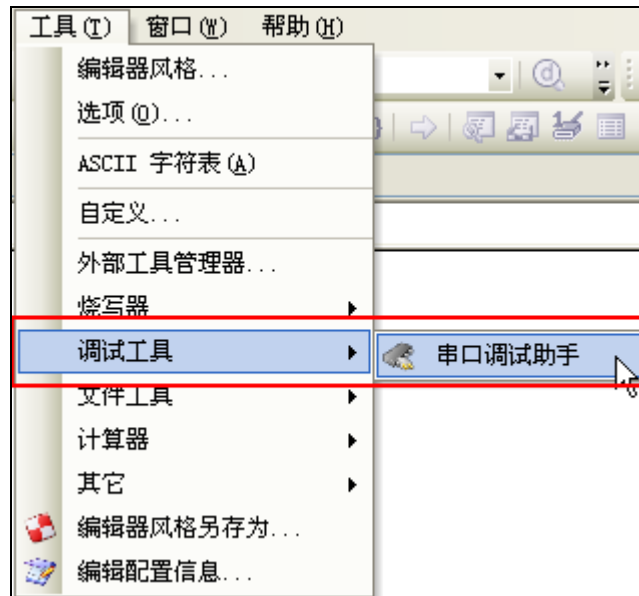 工具(T) 窗口(W) 帮助(H)
编辑器风格...
选项(O)...
ASCII 字符表(A)
自定义...
外部工具管理器...
烧写器
调试工具
串口调试助手
文件工具
计算器
其它
编辑器风格另存为...
编辑配置信息...